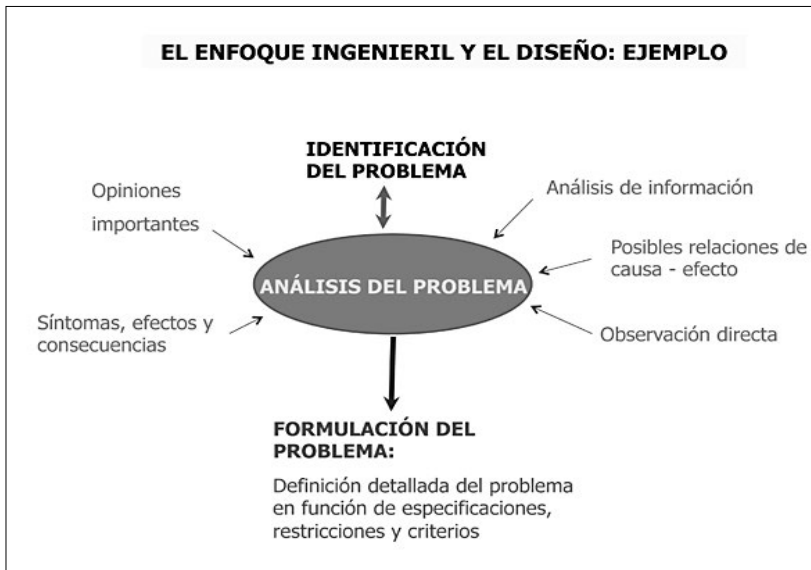 EL ENFOQUE INGENIERIL Y EL DISEÑO: EJEMPLO
IDENTIFICACIÓN
DEL PROBLEMA
Opiniones
importantes
Análisis de información
Posibles relaciones de
causa - efecto
ANÁLISIS DEL PROBLEMA
Síntomas, efectos y
consecuencias
Observación directa
FORMULACIÓN DEL
PROBLEMA:
Definición detallada del problema
en función de especificaciones,
restricciones y criterios